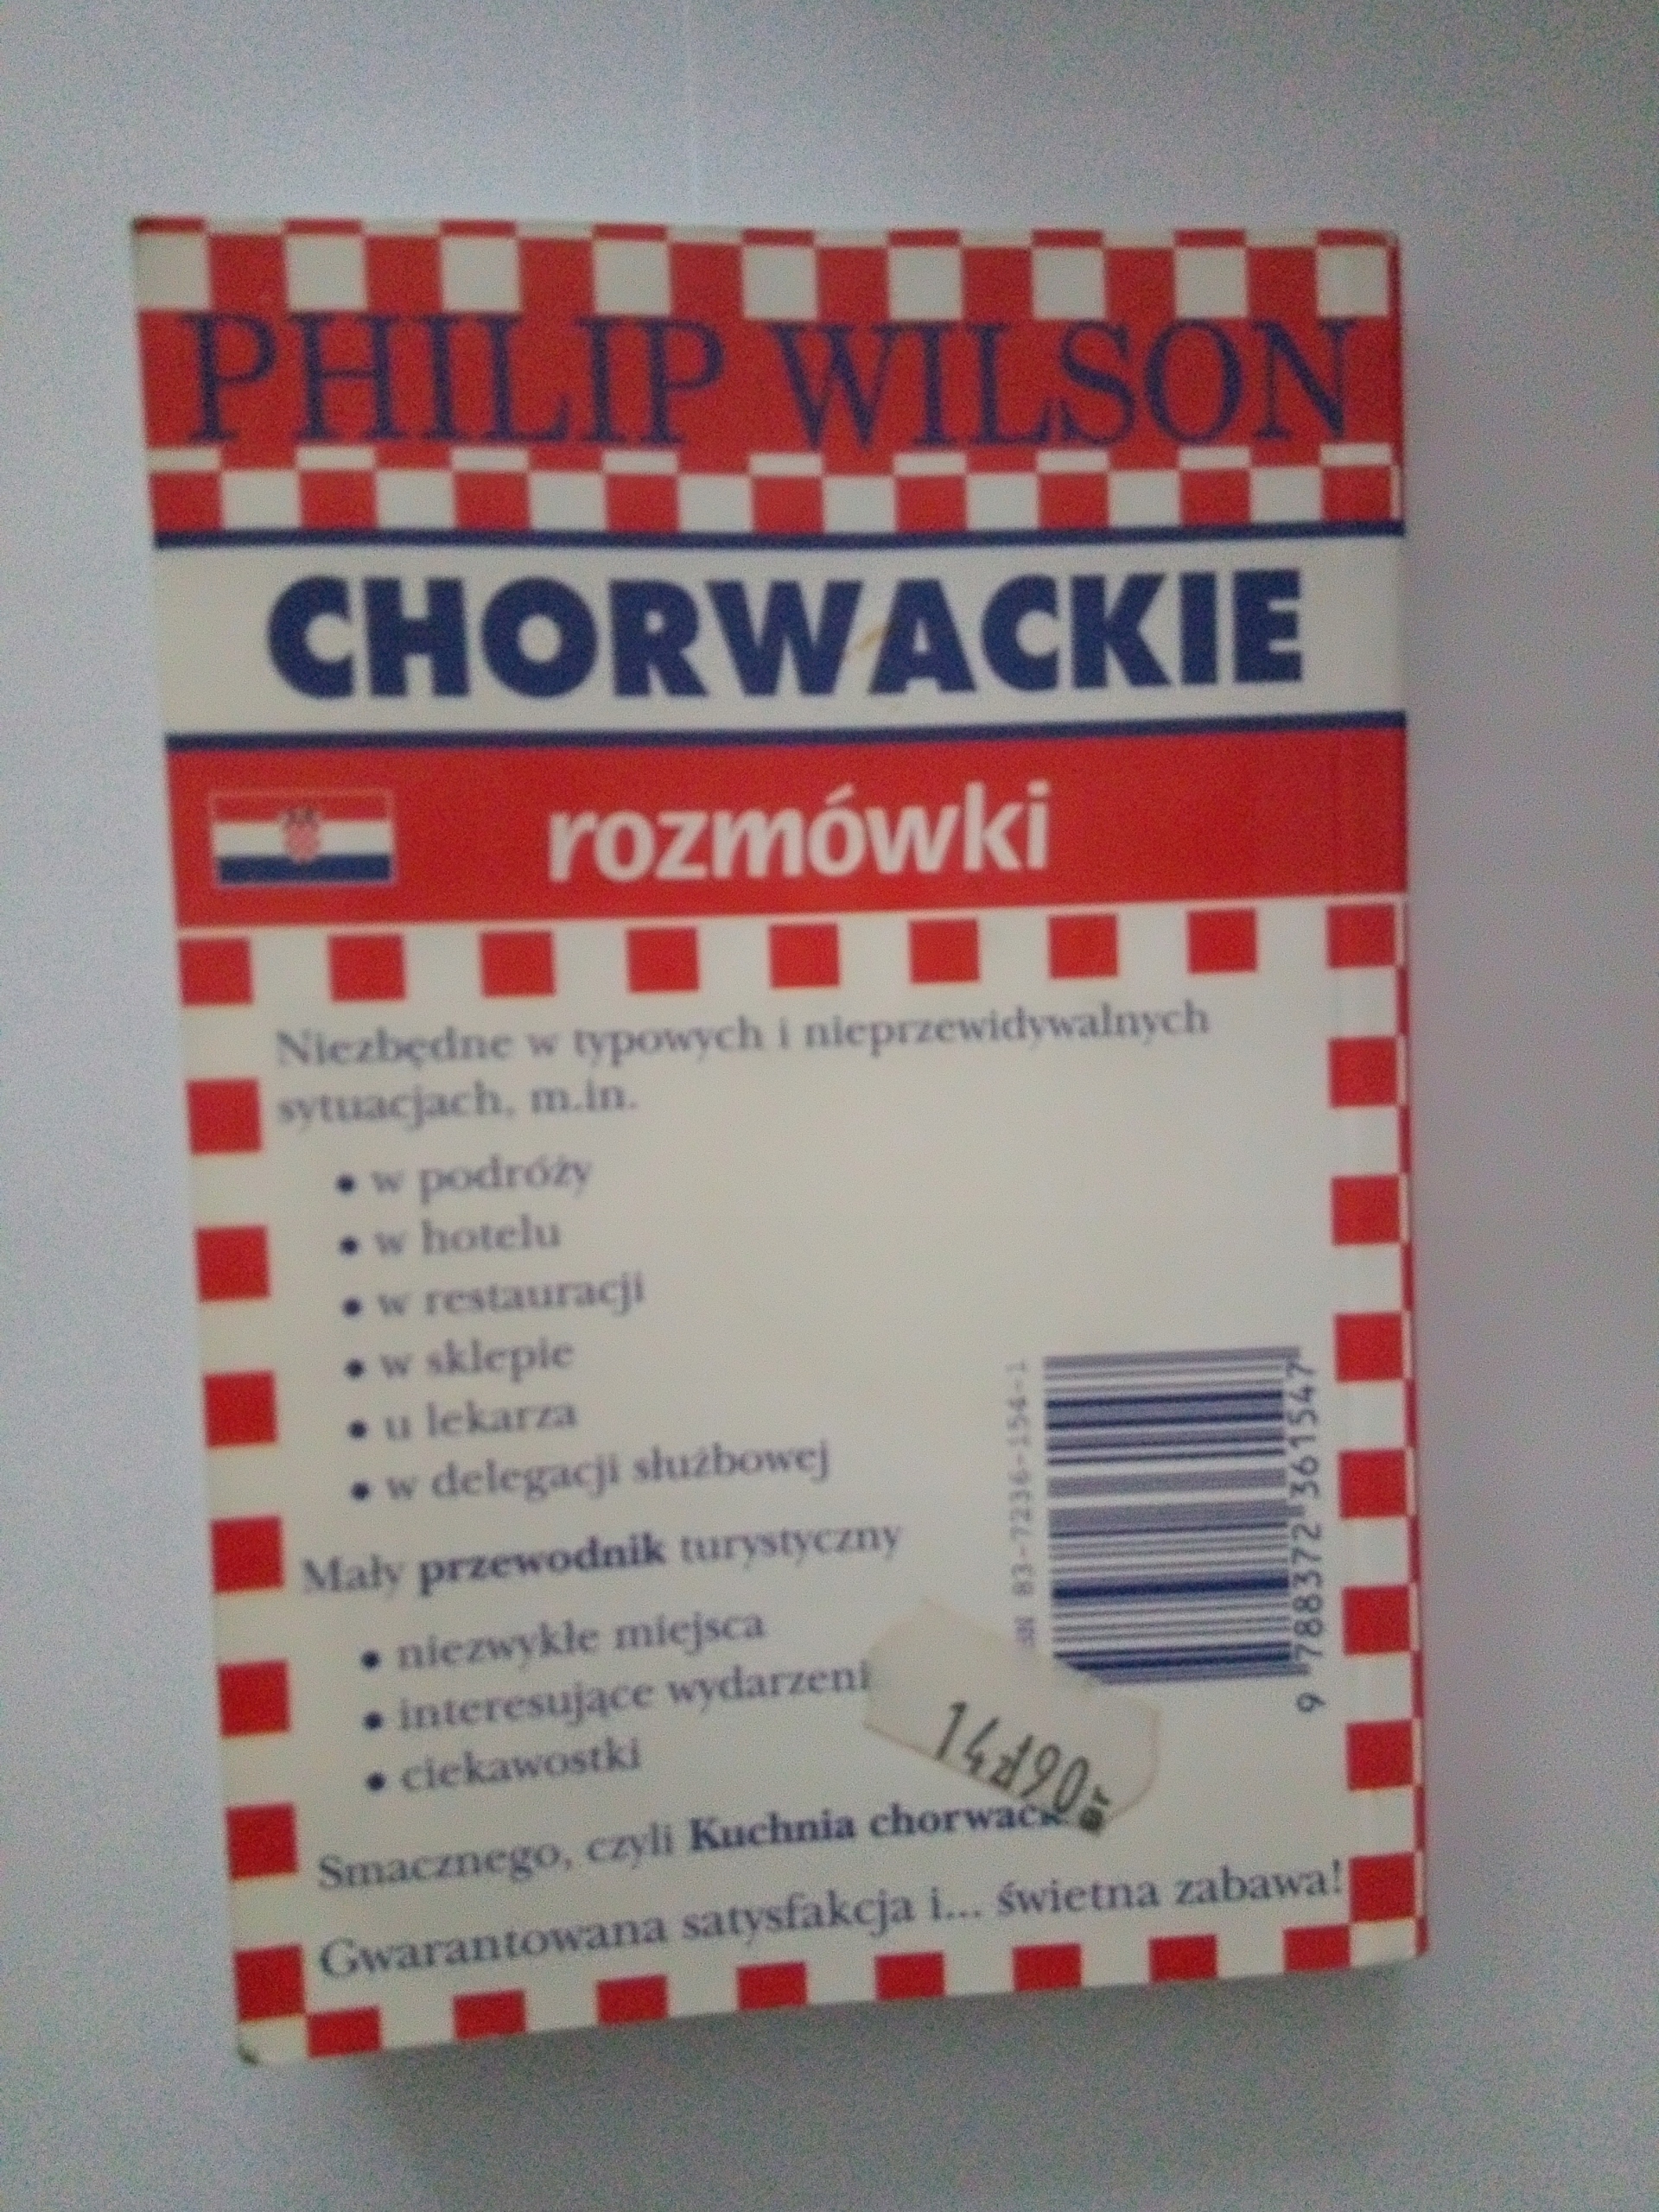 PHILIP WILSON
CHORWACKIE
rozmówki
Niezbędne w typowych i nieprzewidywalnych
sytuacjach, m.in.
• w podróży
• w hotelu
• w restauracji
• w sklepie
• u lekarza
• w delegacji służbowej
Mały przewodnik turystyczny
• niezwykłe miejsca
• interesujące wydarzeni
• ciekawostki
Smacznego, czyli Kuchnia chorwack
Gwarantowana satysfakcja i... świetna zabawa!
83-7236-154-1
9 788372 361547
14zł90gr